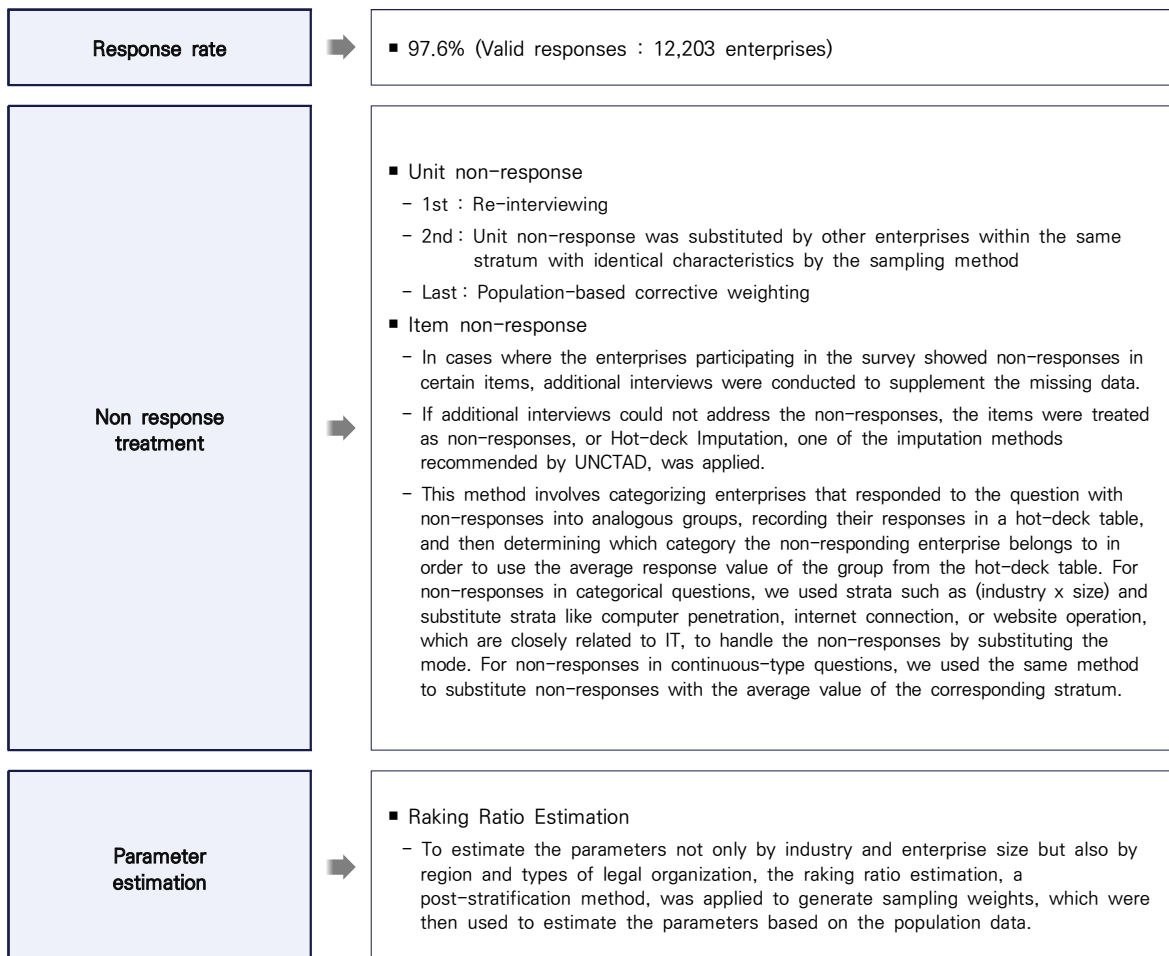 Response rate
■ 97.6% (Valid responses : 12,203 enterprises)
Non response
treatment
■ Unit non-response
- 1st : Re-interviewing
- 2nd : Unit non-response was substituted by other enterprises within the same
stratum with identical characteristics by the sampling method
- Last : Population-based corrective weighting
■ Item non-response
- In cases where the enterprises participating in the survey showed non-responses in
certain items, additional interviews were conducted to supplement the missing data.
- If additional interviews could not address the non-responses, the items were treated
as non-responses, or Hot-deck Imputation, one of the imputation methods
recommended by UNCTAD, was applied.
- This method involves categorizing enterprises that responded to the question with
non-responses into analogous groups, recording their responses in a hot-deck table,
and then determining which category the non-responding enterprise belongs to in
order to use the average response value of the group from the hot-deck table. For
non-responses in categorical questions, we used strata such as (industry x size) and
substitute strata like computer penetration, internet connection, or website operation,
which are closely related to IT, to handle the non-responses by substituting the
mode. For non-responses in continuous-type questions, we used the same method
to substitute non-responses with the average value of the corresponding stratum.
Parameter
estimation
■ Raking Ratio Estimation
- To estimate the parameters not only by industry and enterprise size but also by
region and types of legal organization, the raking ratio estimation, a
post-stratification method, was applied to generate sampling weights, which were
then used to estimate the parameters based on the population data.